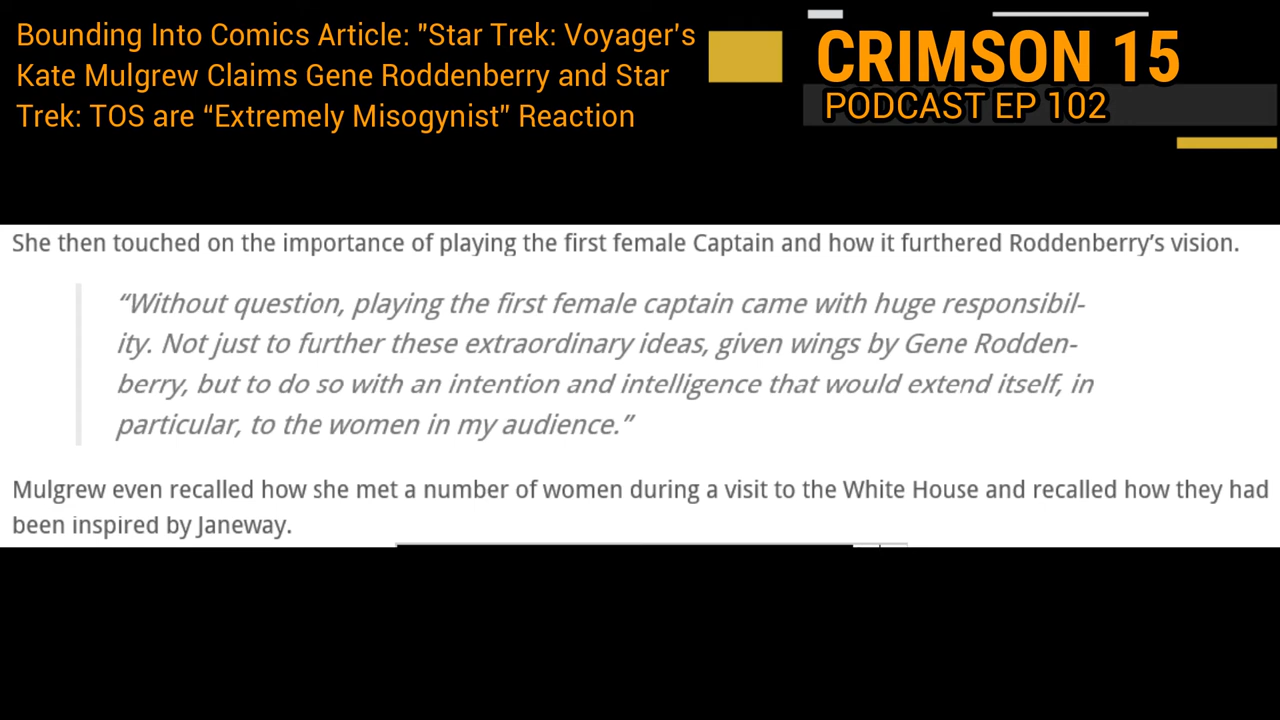 Bounding Into Comics Article: "Star Trek: Voyager's
Kate Mulgrew Claims Gene Roddenberry and Star
Trek: TOS are “Extremely Misogynist” Reaction
CRIMSON 15
PODCAST EP 102
She then touched on the importance of playing the first female Captain and how it furthered Roddenberry’s vision.
“Without question, playing the first female captain came with huge responsibil-
ity. Not just to further these extraordinary ideas, given wings by Gene Rodden-
berry, but to do so with an intention and intelligence that would extend itself, in
particular, to the women in my audience.”
Mulgrew even recalled how she met a number of women during a visit to the White House and recalled how they had
been inspired by Janeway.